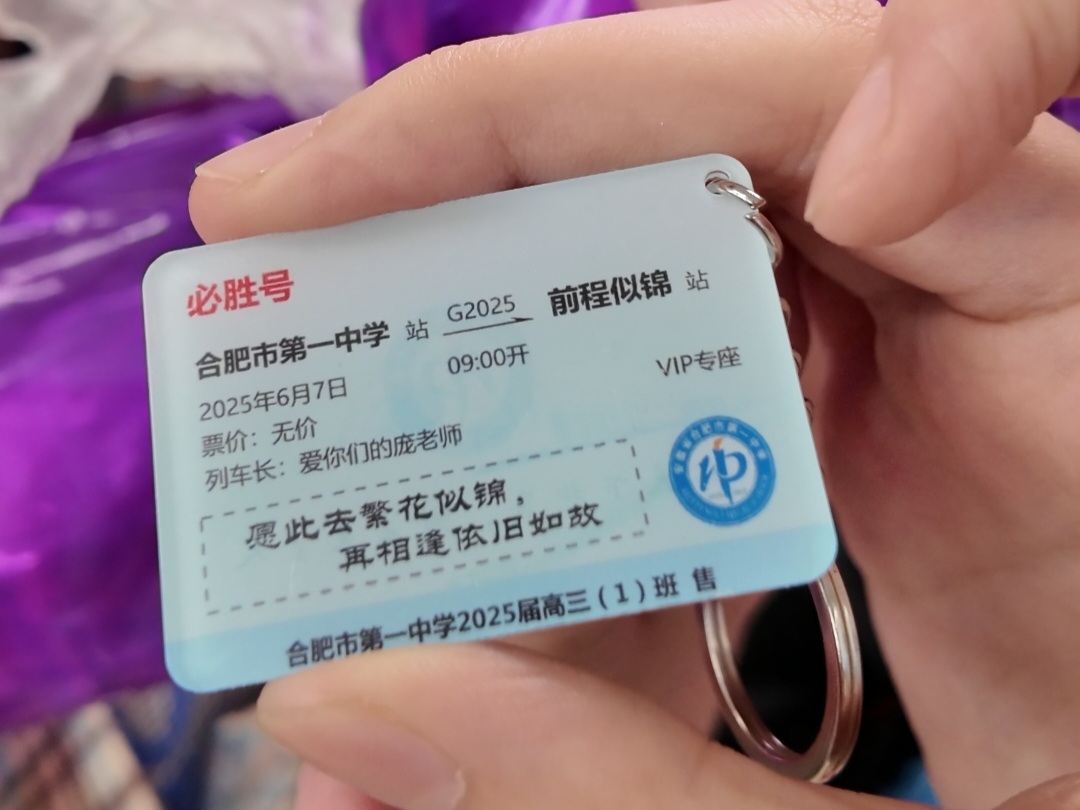 必胜号
合肥市第一中学 站 G2025 前程似锦 站
09:00开
2025年6月7日 VIP专座
票价：无价
列车长：爱你们的庞老师
愿此去繁花似锦，
再相逢依旧如故
合肥市第一中学2025届高三(1)班 售